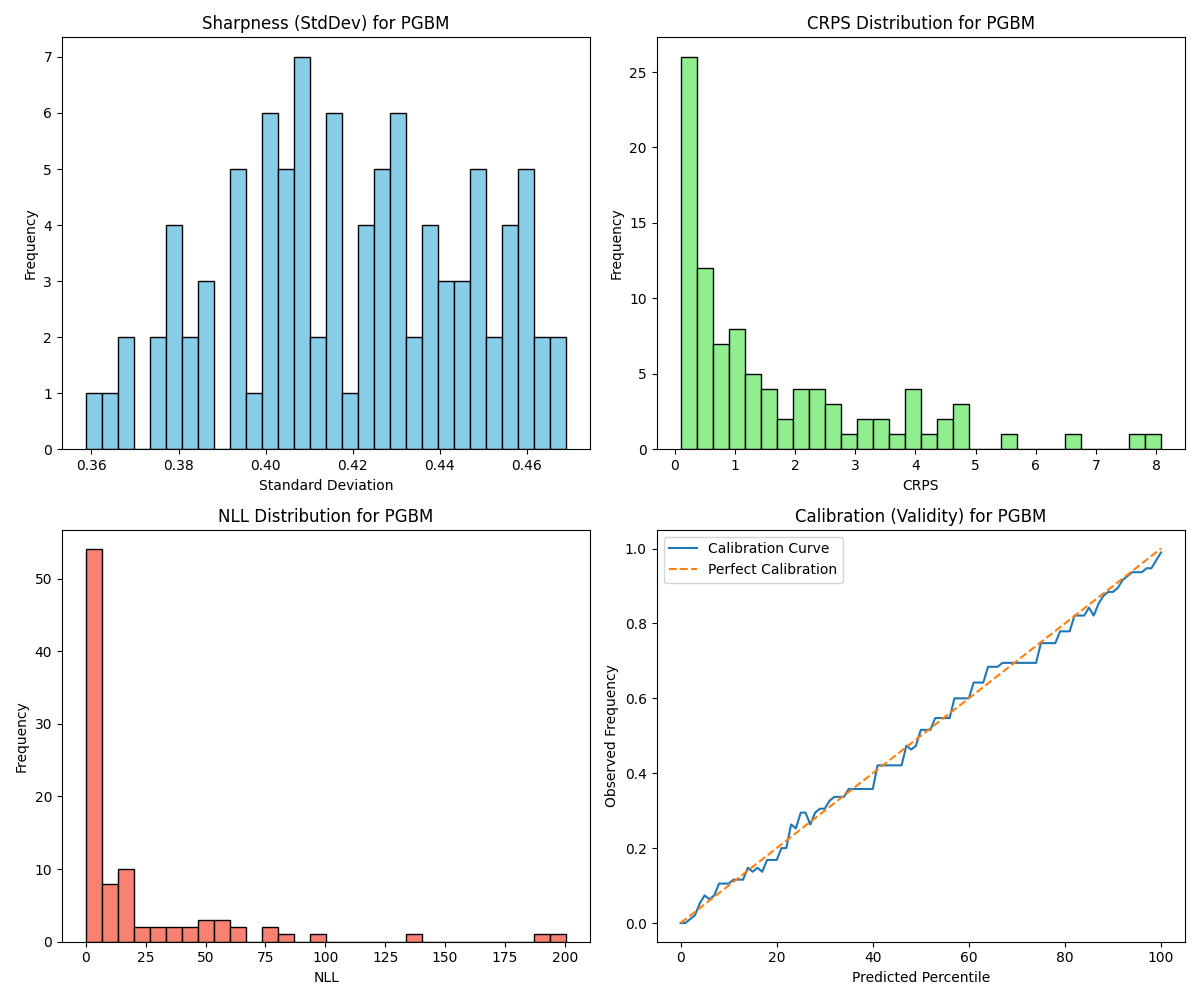 Sharpness (StdDev) for PGBM
7
6
5
4
3
2
1
0
Frequency
0.36 0.38 0.40 0.42 0.44 0.46
Standard Deviation
CRPS Distribution for PGBM
25
20
15
10
5
0
Frequency
0 1 2 3 4 5 6 7 8
CRPS
NLL Distribution for PGBM
50
40
30
20
10
0
Frequency
0 25 50 75 100 125 150 175 200
NLL
Calibration (Validity) for PGBM
Calibration Curve
Perfect Calibration
1.0
0.8
0.6
0.4
0.2
0.0
Observed Frequency
0 20 40 60 80 100
Predicted Percentile